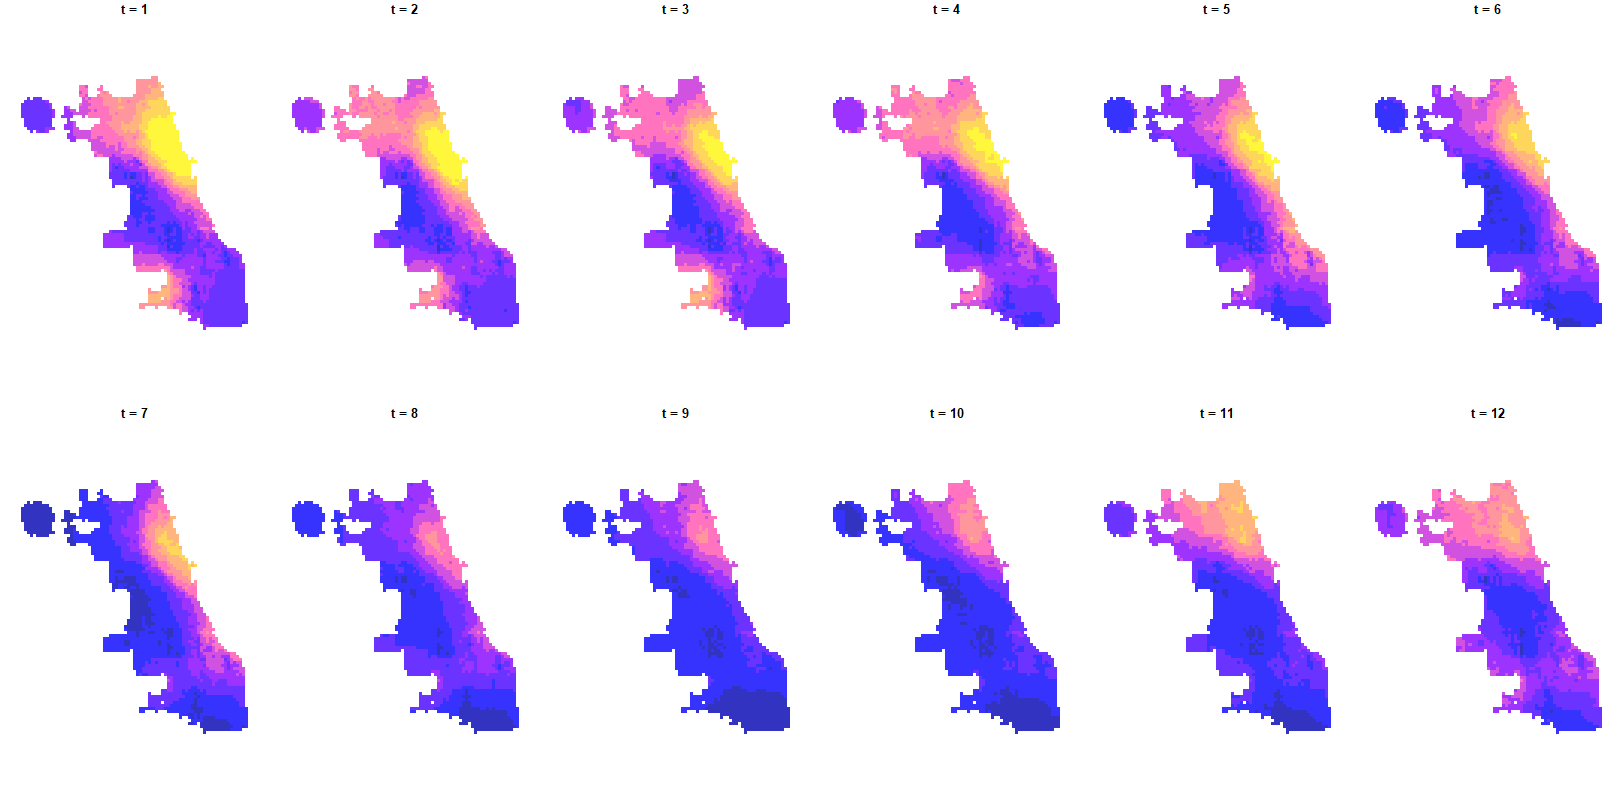 t = 1
t = 2
t = 3
t = 4
t = 5
t = 6
t = 7
t = 8
t = 9
t = 10
t = 11
t = 12